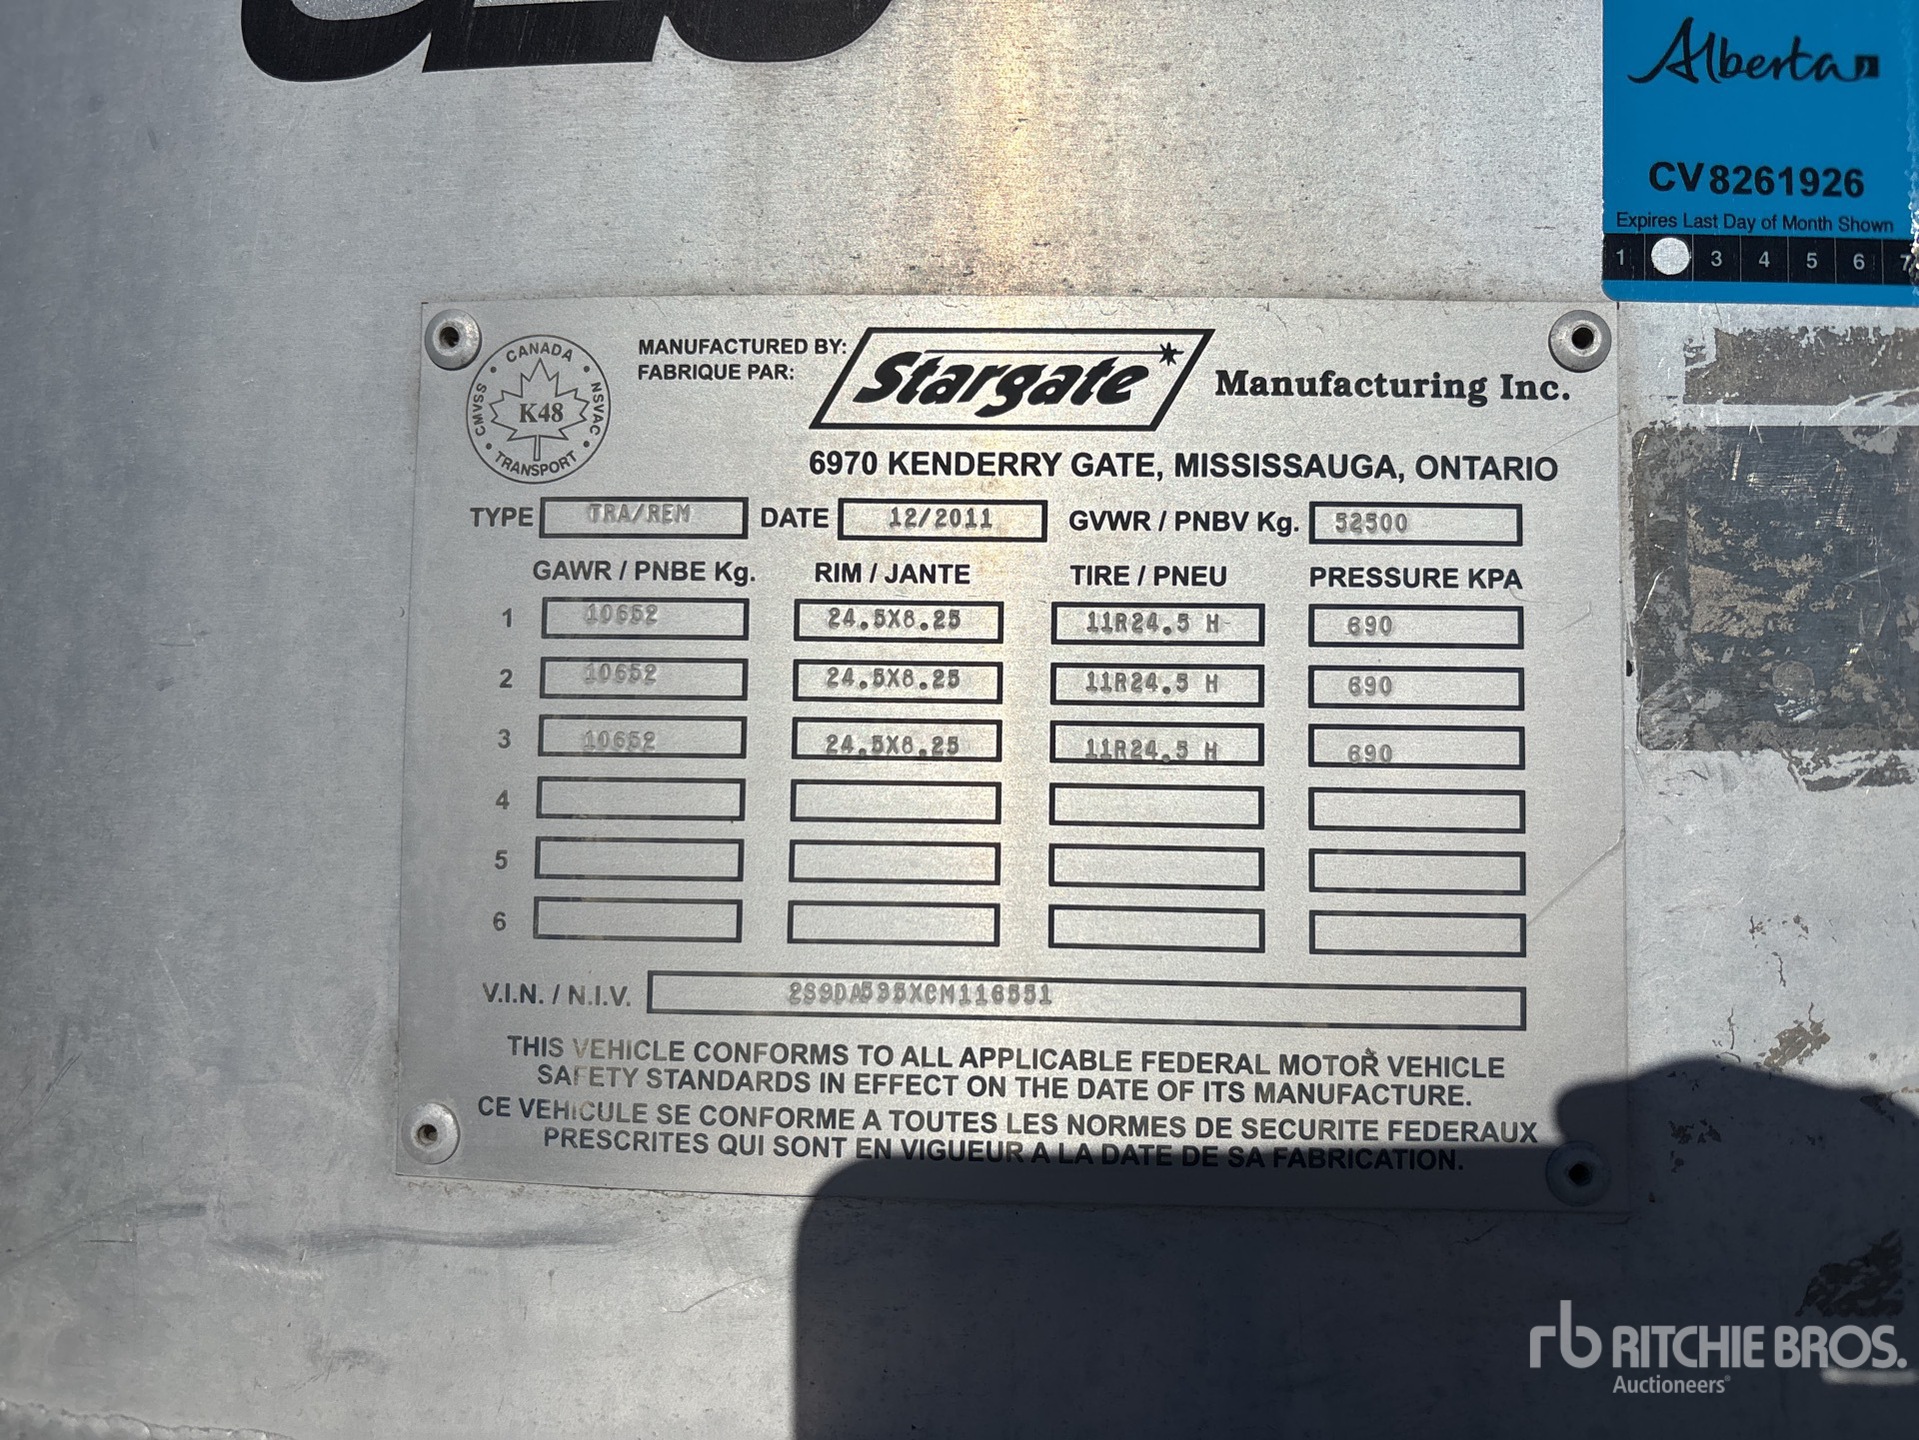 Alberta
CV8261926
Expires Last Day of Month Shown
1 3 4 5 6 7
CANADA
CMVSS K48 NSVAC
TRANSPORT
MANUFACTURED BY:
FABRIQUE PAR:
Stargate Manufacturing Inc.
6970 KENDERRY GATE, MISSISSAUGA, ONTARIO
TYPE TRA/REM DATE 12/2011 GVWR / PNBV Kg. 52500
GAWR / PNBE Kg. RIM / JANTE TIRE / PNEU PRESSURE KPA
1 10652 24.5X8.25 11R24.5 H 690
2 10652 24.5X8.25 11R24.5 H 690
3 10652 24.5X8.25 11R24.5 H 690
4
5
6
V.I.N. / N.I.V. 2S9DA535XCM116551
THIS VEHICLE CONFORMS TO ALL APPLICABLE FEDERAL MOTOR VEHICLE
SAFETY STANDARDS IN EFFECT ON THE DATE OF ITS MANUFACTURE.
CE VEHICULE SE CONFORME A TOUTES LES NORMES DE SECURITE FEDERAUX
PRESCRITES QUI SONT EN VIGUEUR A LA DATE DE SA FABRICATION.
rb RITCHIE BROS.
Auctioneers®